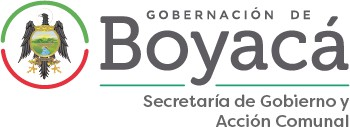 GOBERNACIÓN DE
Boyacá
Secretaría de Gobierno y
Acción Comunal